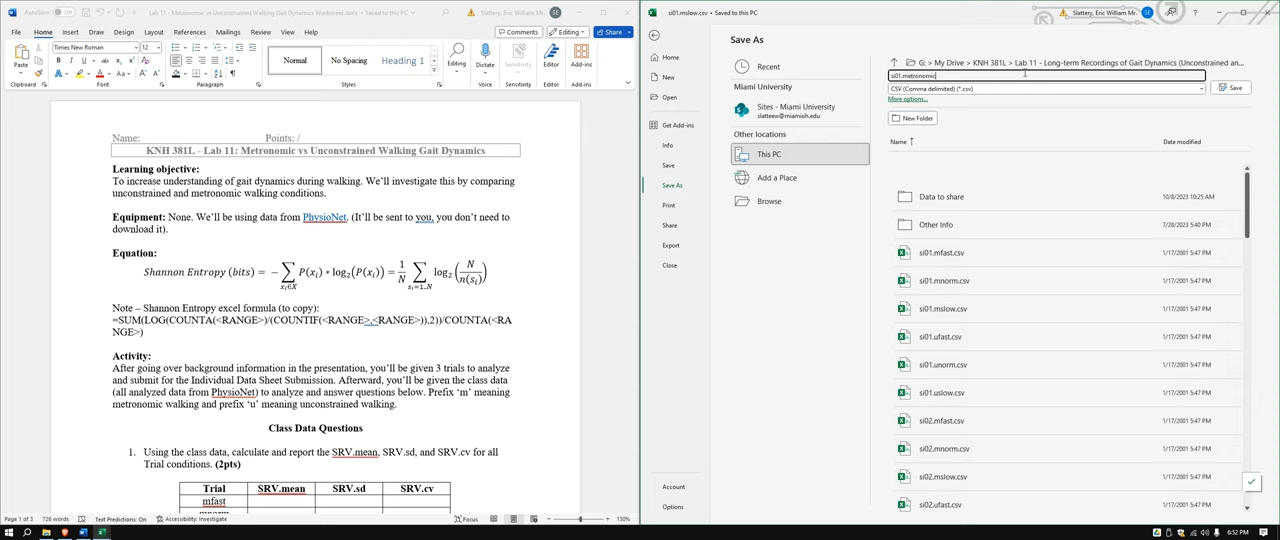 AutoSave Off Lab 11 - Metronomic vs Unconstrained Walking Gait Dynamics Worksheet.docx • Saved to this PC Slattery, Eric William Mr. SE
File Home Insert Draw Design Layout References Mailings Review View Help Comments Editing Share
Times New Roman 12
Normal No Spacing Heading 1
Editing Dictate Sensitivity Editor Add-ins
Clipboard Font Paragraph Styles Voice Sensitivity Editor Add-ins
Name: Points: /
KNH 381L - Lab 11: Metronomic vs Unconstrained Walking Gait Dynamics
Learning objective:
To increase understanding of gait dynamics during walking. We'll investigate this by comparing
unconstrained and metronomic walking conditions.
Equipment: None. We'll be using data from PhysioNet. (It'll be sent to you, you don't need to
download it).
Equation:
Shannon Entropy (bits) = − ∑ P(xᵢ) * log₂(P(xᵢ) = 1/N ∑ log₂ (N/n(sᵢ))
xᵢ∈X sᵢ=1..N
Note – Shannon Entropy excel formula (to copy):
=SUM(LOG(COUNTA(<RANGE>)/(COUNTIF(<RANGE>,<RANGE>)),2))/COUNTA(<RA
NGE>)
Activity:
After going over background information in the presentation, you'll be given 3 trials to analyze
and submit for the Individual Data Sheet Submission. Afterward, you'll be given the class data
(all analyzed data from PhysioNet) to analyze and answer questions below. Prefix 'm' meaning
metronomic walking and prefix 'u' meaning unconstrained walking.
Class Data Questions
1. Using the class data, calculate and report the SRV.mean, SRV.sd, and SRV.cv for all
Trial conditions. (2pts)
Trial SRV.mean SRV.sd SRV.cv
mfast
mnorm
Page 1 of 3 726 words Text Predictions: On Accessibility: Investigate Focus 130%
si01.mslow.csv • Saved to this PC Slattery, Eric William Mr. SE
Home
New
Open
Get Add-ins
Info
Save
Save As
Print
Share
Export
Close
Account
Options
Save As
Recent
Miami University
Sites - Miami University
slatteew@miamioh.edu
Other locations
This PC
Add a Place
Browse
G: > My Drive > KNH 381L > Lab 11 - Long-term Recordings of Gait Dynamics (Unconstrained an...
si01.metronomic
CSV (Comma delimited) (*.csv) Save
More options...
New Folder
Name Date modified
Data to share 10/8/2023 10:25 AM
Other Info 7/28/2023 5:40 PM
si01.mfast.csv 1/17/2001 5:47 PM
si01.mnorm.csv 1/17/2001 5:47 PM
si01.mslow.csv 1/17/2001 5:47 PM
si01.ufast.csv 1/17/2001 5:47 PM
si01.unorm.csv 1/17/2001 5:47 PM
si01.uslow.csv 1/17/2001 5:47 PM
si02.mfast.csv 1/17/2001 5:47 PM
si02.mnorm.csv 1/17/2001 5:47 PM
si02.mslow.csv 1/17/2001 5:47 PM
si02.ufast.csv 1/17/2001 5:47 PM
6:52 PM